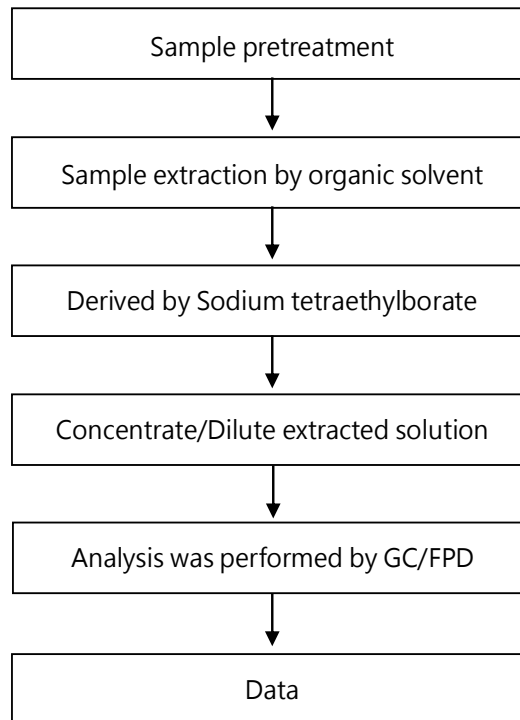 Sample pretreatment
Sample extraction by organic solvent
Derived by Sodium tetraethylborate
Concentrate/Dilute extracted solution
Analysis was performed by GC/FPD
Data